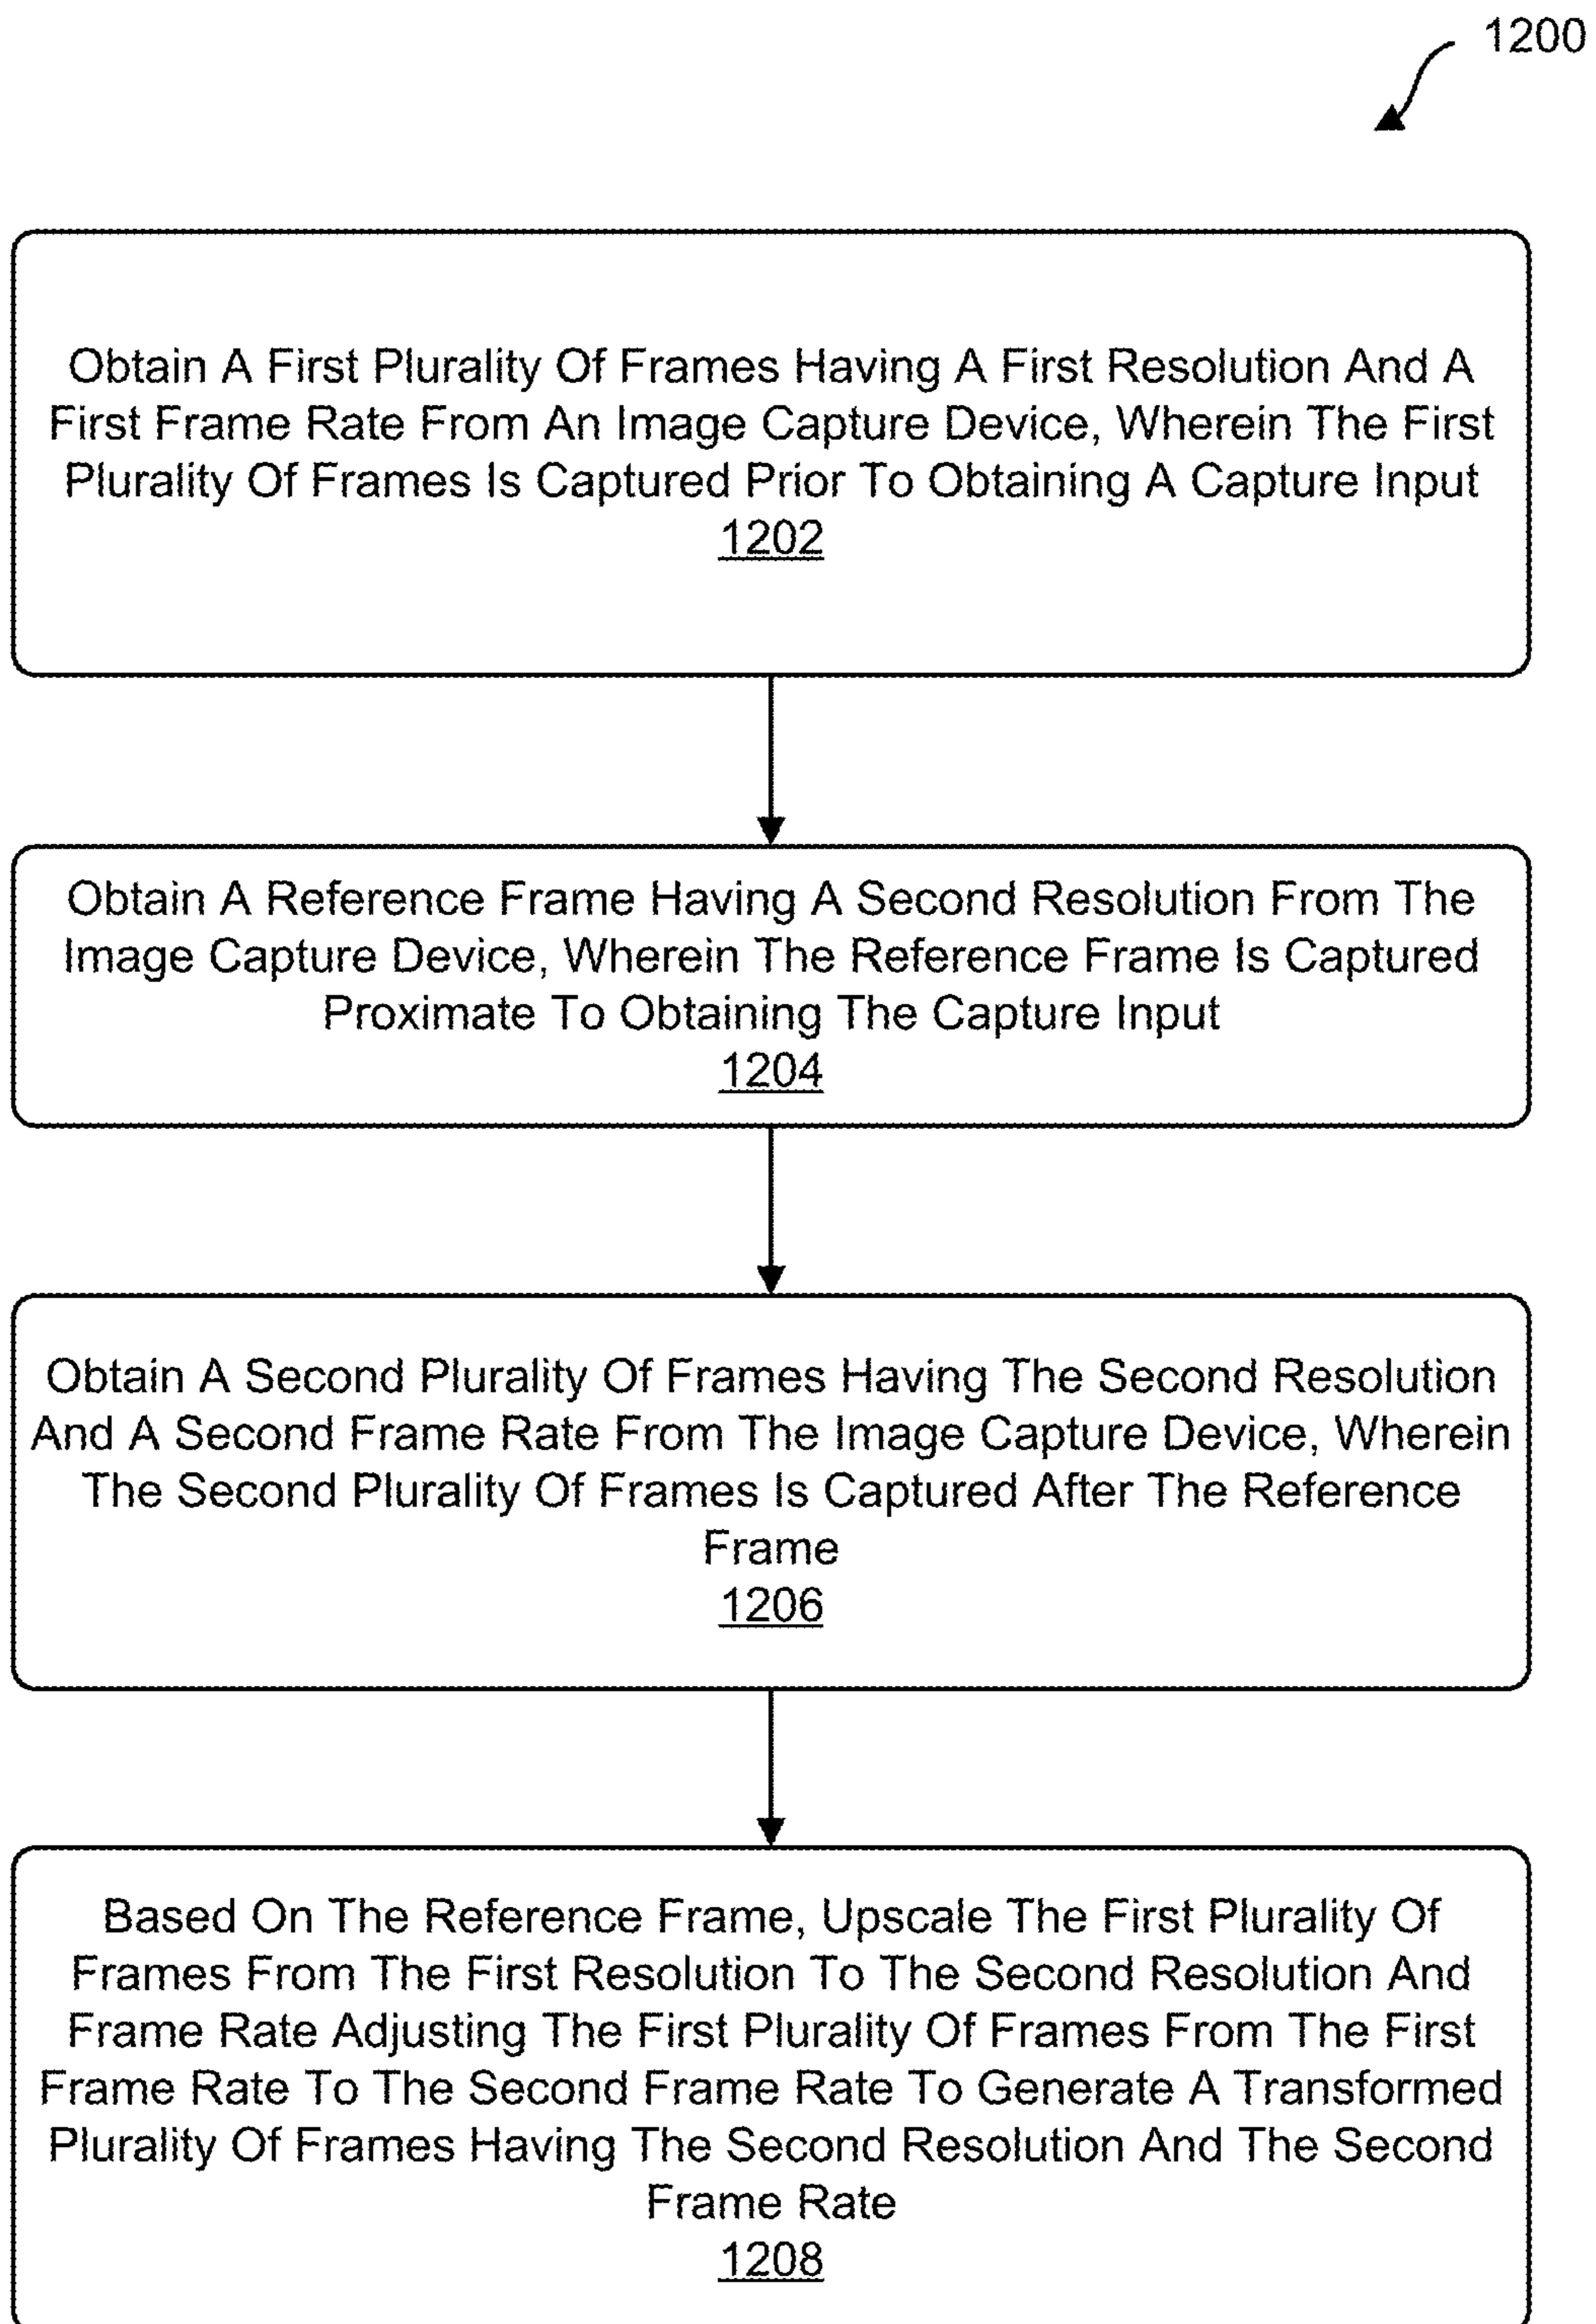 1200
Obtain A First Plurality Of Frames Having A First Resolution And A
First Frame Rate From An Image Capture Device, Wherein The First
Plurality Of Frames Is Captured Prior To Obtaining A Capture Input
1202
Obtain A Reference Frame Having A Second Resolution From The
Image Capture Device, Wherein The Reference Frame Is Captured
Proximate To Obtaining The Capture Input
1204
Obtain A Second Plurality Of Frames Having The Second Resolution
And A Second Frame Rate From The Image Capture Device, Wherein
The Second Plurality Of Frames Is Captured After The Reference
Frame
1206
Based On The Reference Frame, Upscale The First Plurality Of
Frames From The First Resolution To The Second Resolution And
Frame Rate Adjusting The First Plurality Of Frames From The First
Frame Rate To The Second Frame Rate To Generate A Transformed
Plurality Of Frames Having The Second Resolution And The Second
Frame Rate
1208